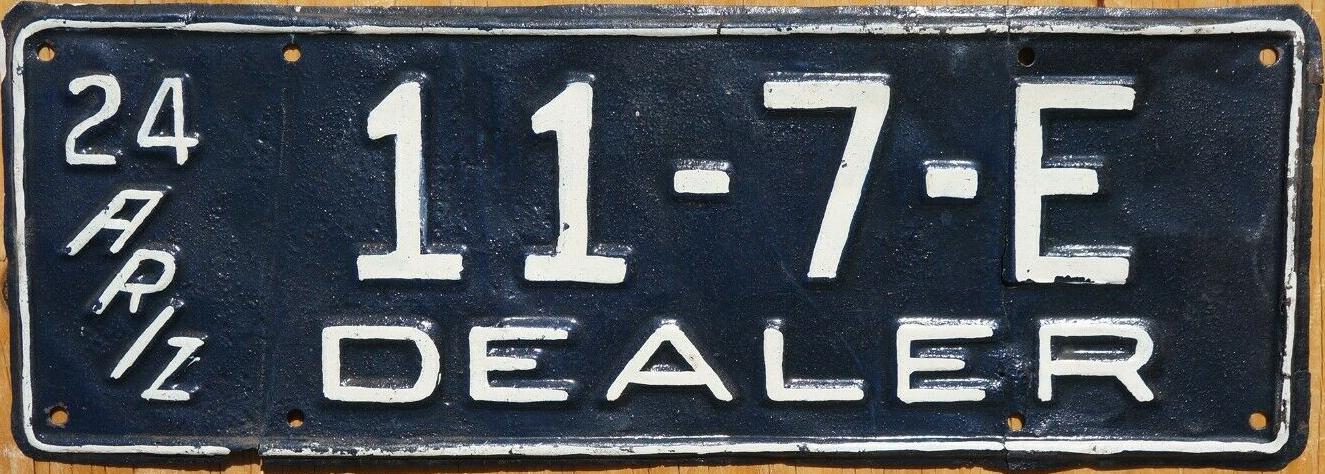 24
ARIZ
11-7-E
DEALER